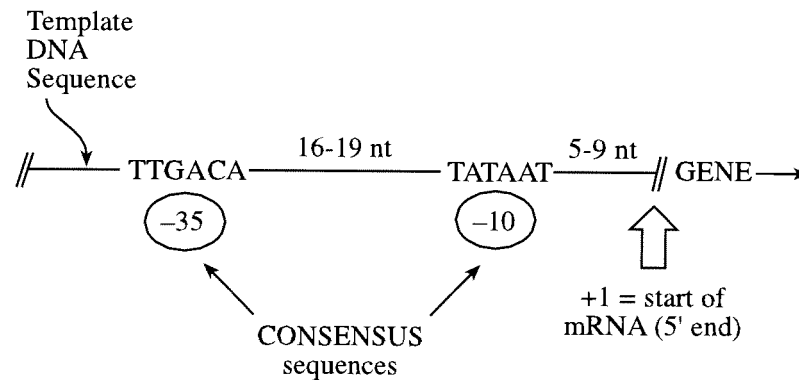 Template
DNA
Sequence
TTGACA 16-19 nt TATAAT 5-9 nt GENE
–35 –10
+1 = start of
mRNA (5' end)
CONSENSUS
sequences